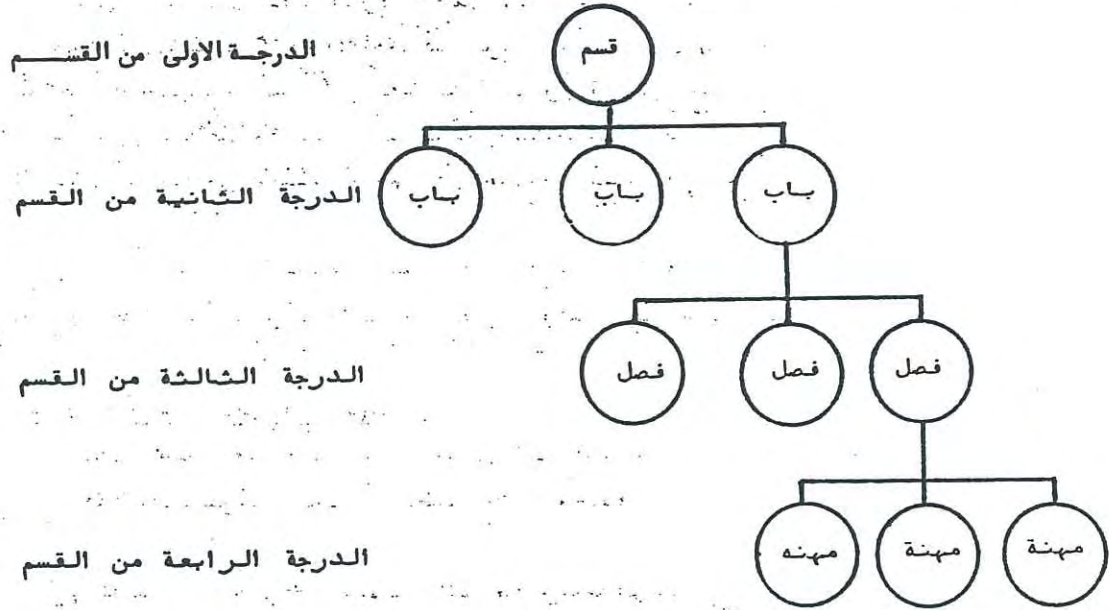 قسم
الدرجة الاولى من القسم
باب باب باب
الدرجة الثانية من القسم
فصل فصل فصل
الدرجة الثالثة من القسم
مهنة مهنة مهنه
الدرجة الرابعة من القسم